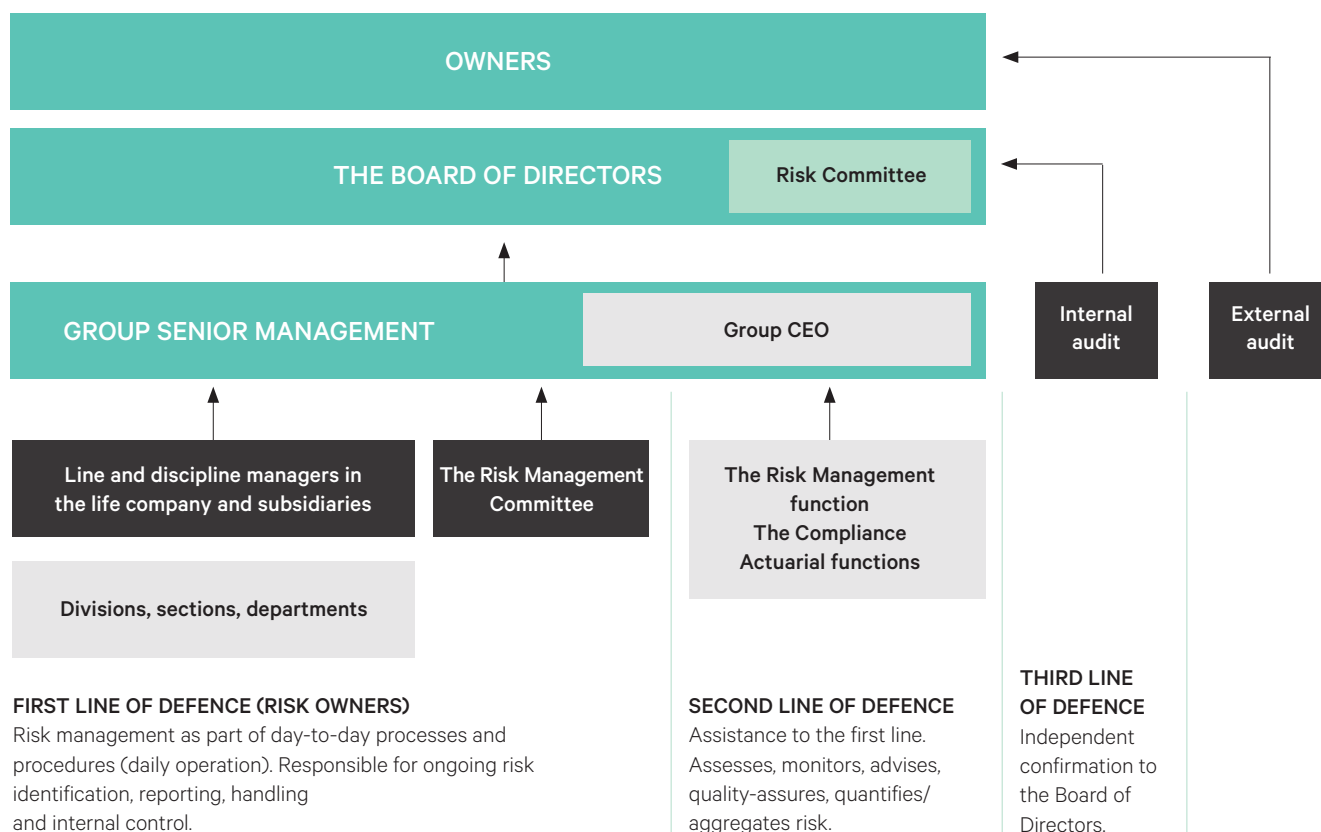 OWNERS
THE BOARD OF DIRECTORS
Risk Committee
GROUP SENIOR MANAGEMENT
Group CEO
Internal
audit
External
audit
Line and discipline managers in
the life company and subsidiaries
The Risk Management
Committee
The Risk Management
function
The Compliance
Actuarial functions
Divisions, sections, departments
FIRST LINE OF DEFENCE (RISK OWNERS)
Risk management as part of day-to-day processes and
procedures (daily operation). Responsible for ongoing risk
identification, reporting, handling
and internal control.
SECOND LINE OF DEFENCE
Assistance to the first line.
Assesses, monitors, advises,
quality-assures, quantifies/
aggregates risk.
THIRD LINE
OF DEFENCE
Independent
confirmation to
the Board of
Directors.